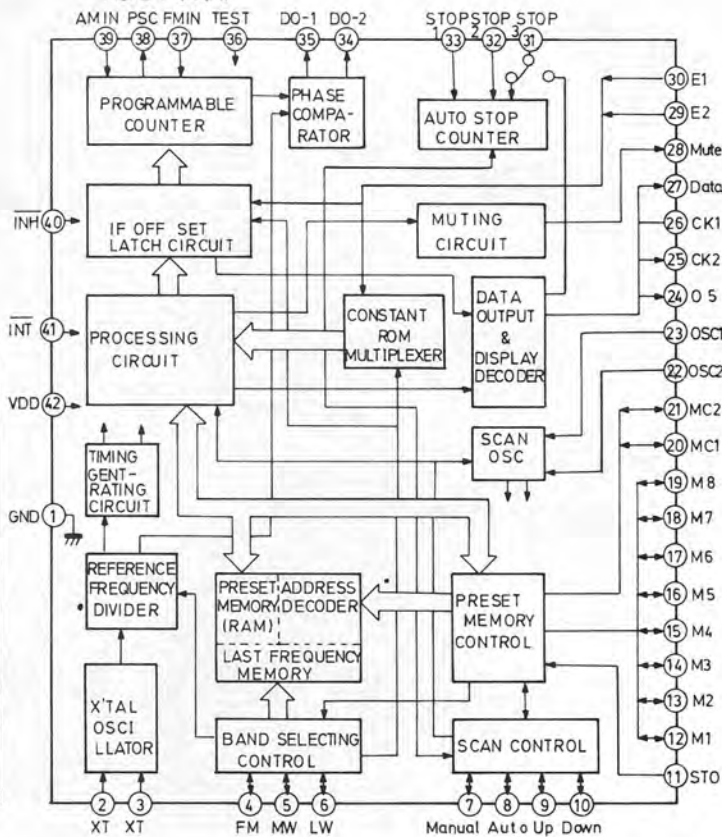 AMIN PSC FMIN TEST DO-1 DO-2 STOP STOP STOP
1 2 3
39 38 37 36 35 34 33 32 31
PROGRAMMABLE
COUNTER
PHASE
COMPA-
RATOR
AUTO STOP
COUNTER
30 E1
29 E2
28 Mute
27 Data
26 CK1
25 CK2
24 O 5
23 OSC1
22 OSC2
21 MC2
20 MC1
19 M8
18 M7
17 M6
16 M5
15 M4
14 M3
13 M2
12 M1
11 STO
INH 40
IF OFF SET
LATCH CIRCUIT
MUTING
CIRCUIT
INT 41
PROCESSING
CIRCUIT
CONSTANT
ROM
MULTIPLEXER
DATA
OUTPUT
&
DISPLAY
DECODER
VDD 42
TIMING
GENT-
RATING
CIRCUIT
SCAN
OSC
GND 1
REFERENCE
FREQUENCY
DIVIDER
PRESET
MEMORY
(RAM)
ADDRESS
DECODER
LAST FREQUENCY
MEMORY
PRESET
MEMORY
CONTROL
X'TAL
OSCI
LLATOR
BAND SELECTING
CONTROL
SCAN CONTROL
2 3 4 5 6 7 8 9 10
XT XT FM MW LW Manual Auto Up Down